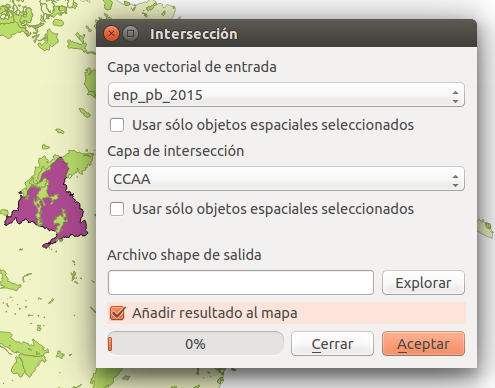 Intersección
Capa vectorial de entrada
enp_pb_2015
Usar sólo objetos espaciales seleccionados
Capa de intersección
CCAA
Usar sólo objetos espaciales seleccionados
Archivo shape de salida
Explorar
Añadir resultado al mapa
0% Cerrar Aceptar